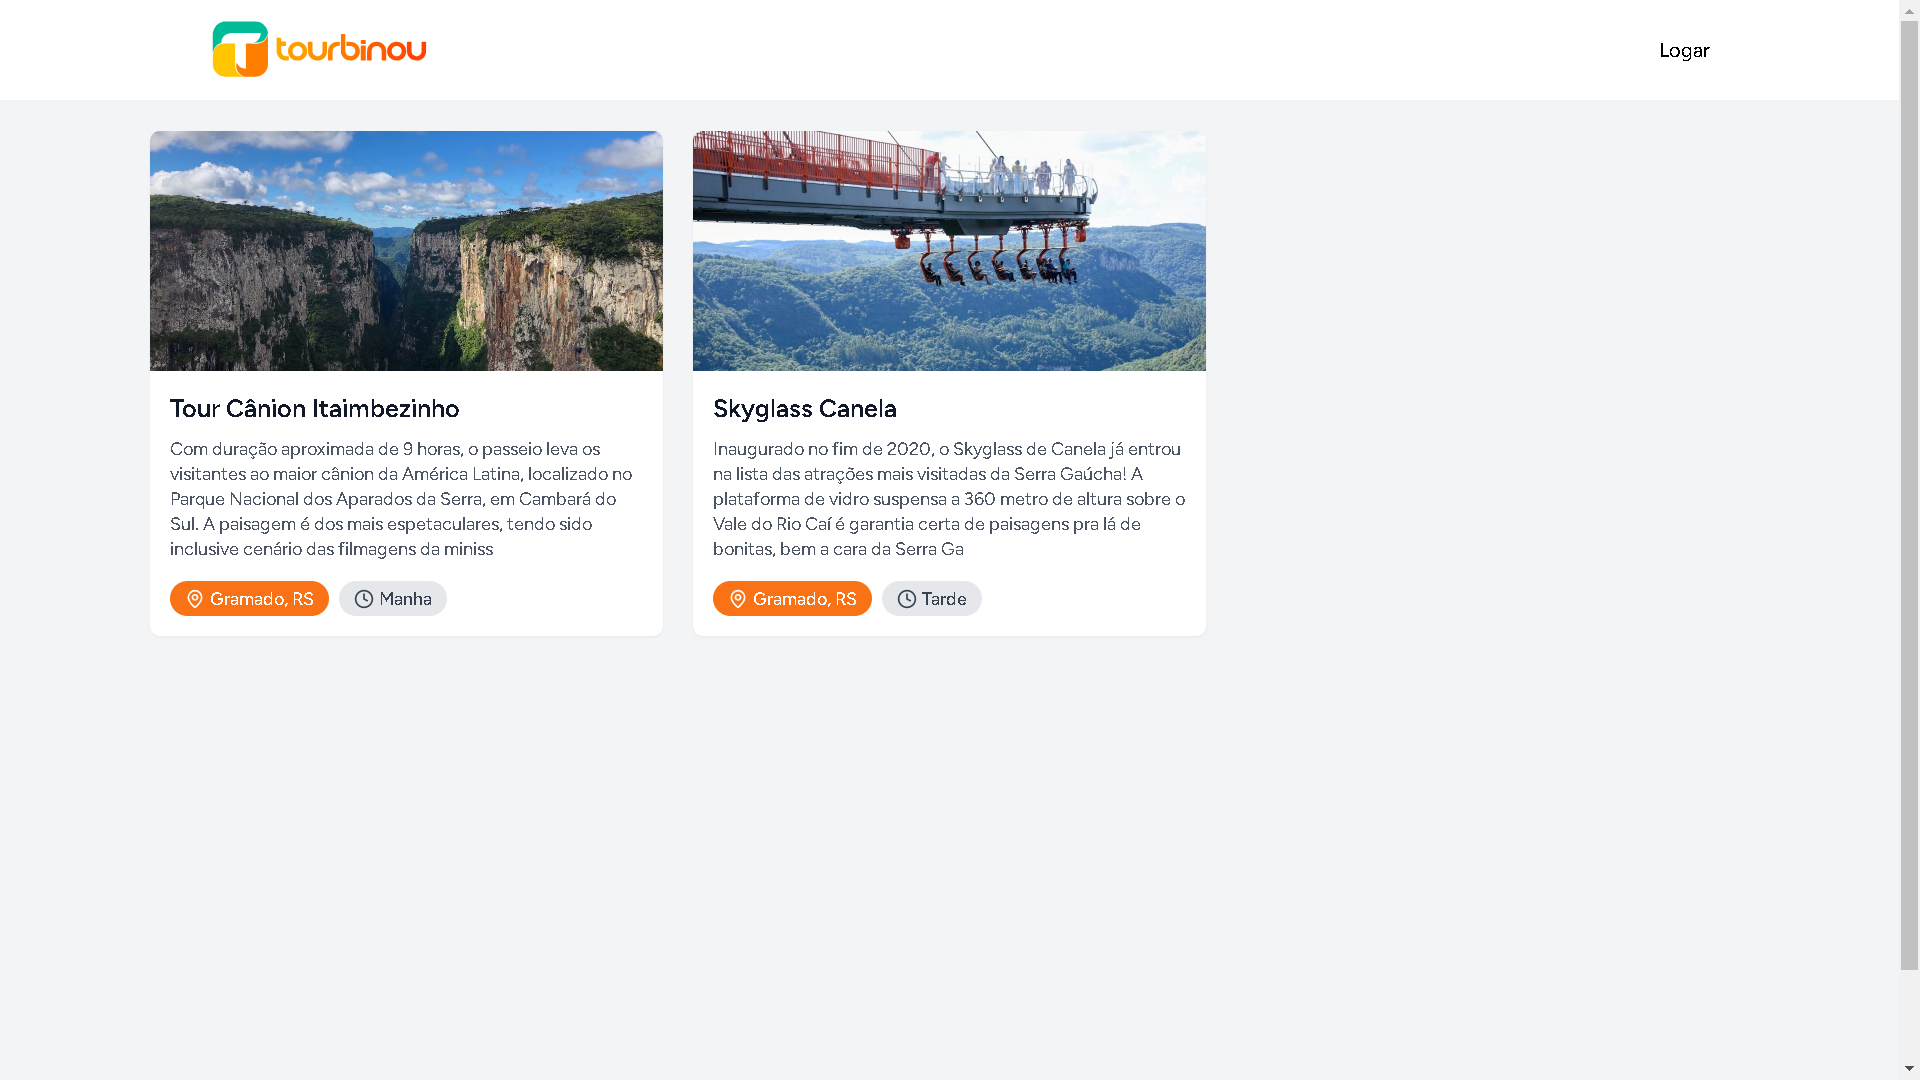 tourbinou
Logar
Tour Cânion Itaimbezinho
Com duração aproximada de 9 horas, o passeio leva os
visitantes ao maior cânion da América Latina, localizado no
Parque Nacional dos Aparados da Serra, em Cambará do
Sul. A paisagem é dos mais espetaculares, tendo sido
inclusive cenário das filmagens da miniss
Gramado, RS
Manha
Skyglass Canela
Inaugurado no fim de 2020, o Skyglass de Canela já entrou
na lista das atrações mais visitadas da Serra Gaúcha! A
plataforma de vidro suspensa a 360 metro de altura sobre o
Vale do Rio Caí é garantia certa de paisagens pra lá de
bonitas, bem a cara da Serra Ga
Gramado, RS
Tarde